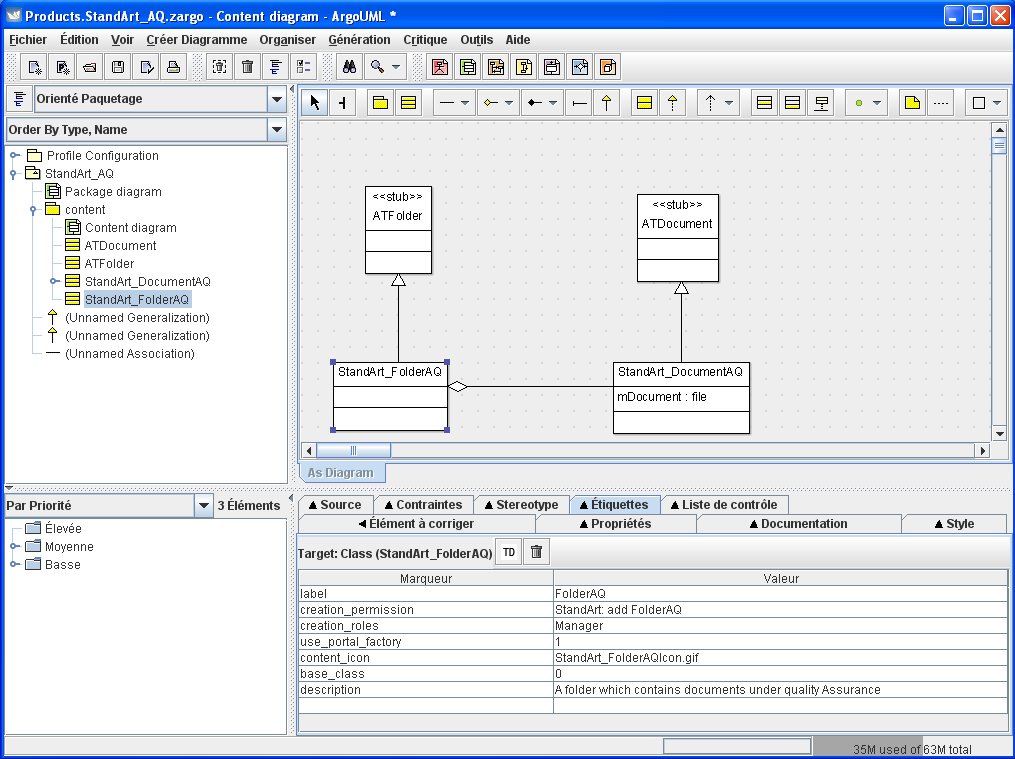 Products.StandArt_AQ.zargo - Content diagram - ArgoUML *
Fichier Édition Voir Créer Diagramme Organiser Génération Critique Outils Aide
Orienté Paquetage
Order By Type, Name
Profile Configuration
StandArt_AQ
Package diagram
content
Content diagram
ATDocument
ATFolder
StandArt_DocumentAQ
StandArt_FolderAQ
(Unnamed Generalization)
(Unnamed Generalization)
(Unnamed Association)
<<stub>>
ATFolder
<<stub>>
ATDocument
StandArt_FolderAQ
StandArt_DocumentAQ
mDocument : file
As Diagram
Par Priorité 3 Éléments
Élevée
Moyenne
Basse
Source Contraintes Stereotype Étiquettes Liste de contrôle
Élément à corriger Propriétés Documentation Style
Target: Class (StandArt_FolderAQ) TD
Marqueur Valeur
label FolderAQ
creation_permission StandArt: add FolderAQ
creation_roles Manager
use_portal_factory 1
content_icon StandArt_FolderAQIcon.gif
base_class 0
description A folder which contains documents under quality Assurance
35M used of 63M total